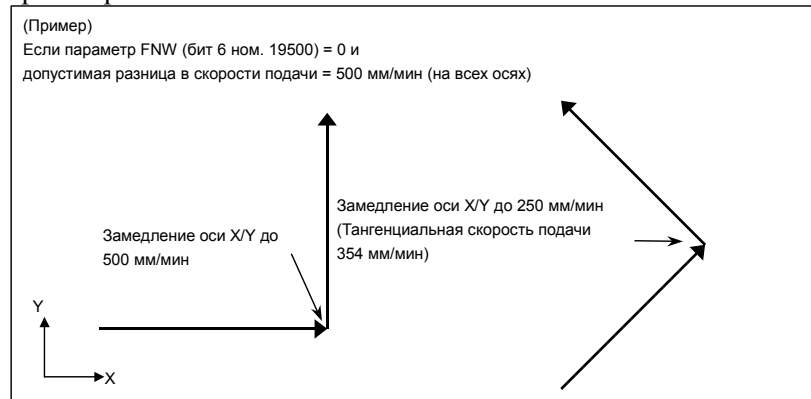 (Пример)
Если параметр FNW (бит 6 ном. 19500) = 0 и
допустимая разница в скорости подачи = 500 мм/мин (на всех осях)
Замедление оси X/Y до
500 мм/мин
Замедление оси X/Y до 250 мм/мин
(Тангенциальная скорость подачи
354 мм/мин)
Y
X